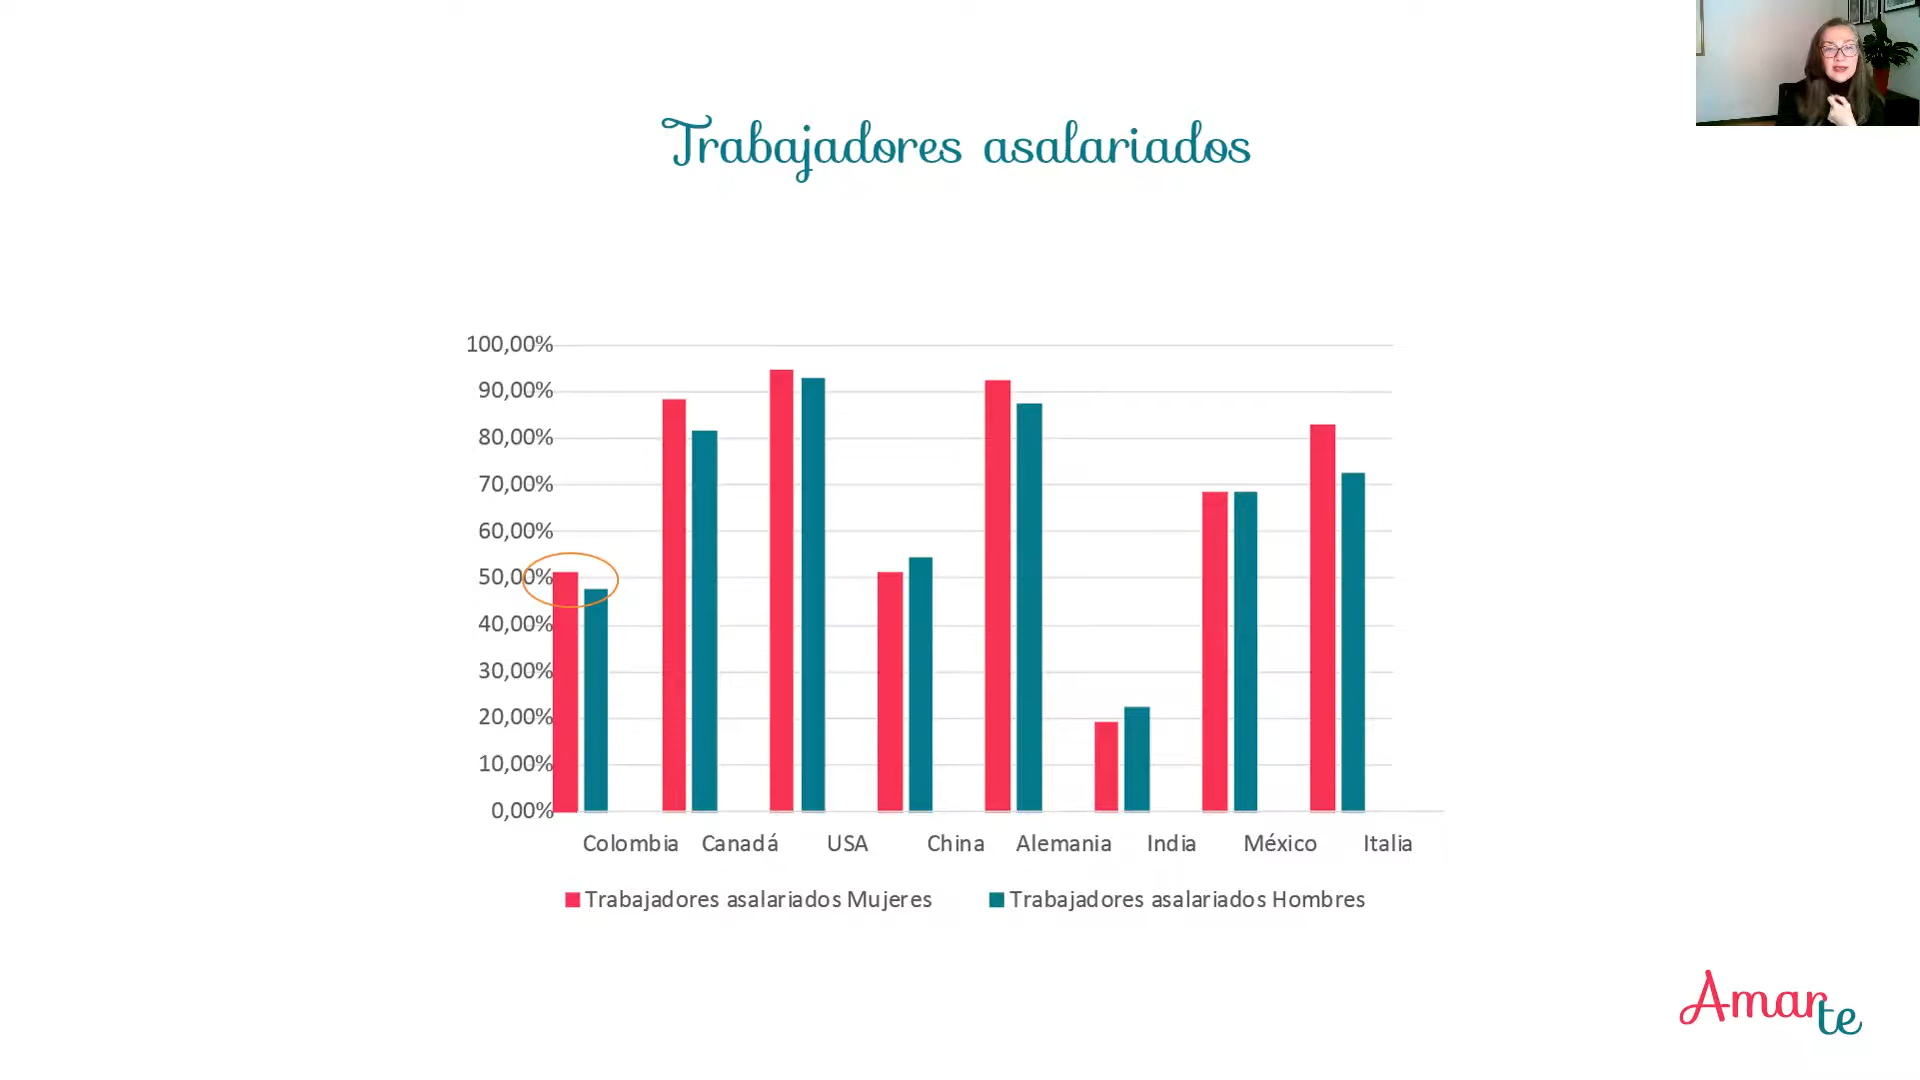 Trabajadores asalariados
100,00%
90,00%
80,00%
70,00%
60,00%
50,00%
40,00%
30,00%
20,00%
10,00%
0,00%
Colombia Canadá USA China Alemania India México Italia
Trabajadores asalariados Mujeres Trabajadores asalariados Hombres
Amarte